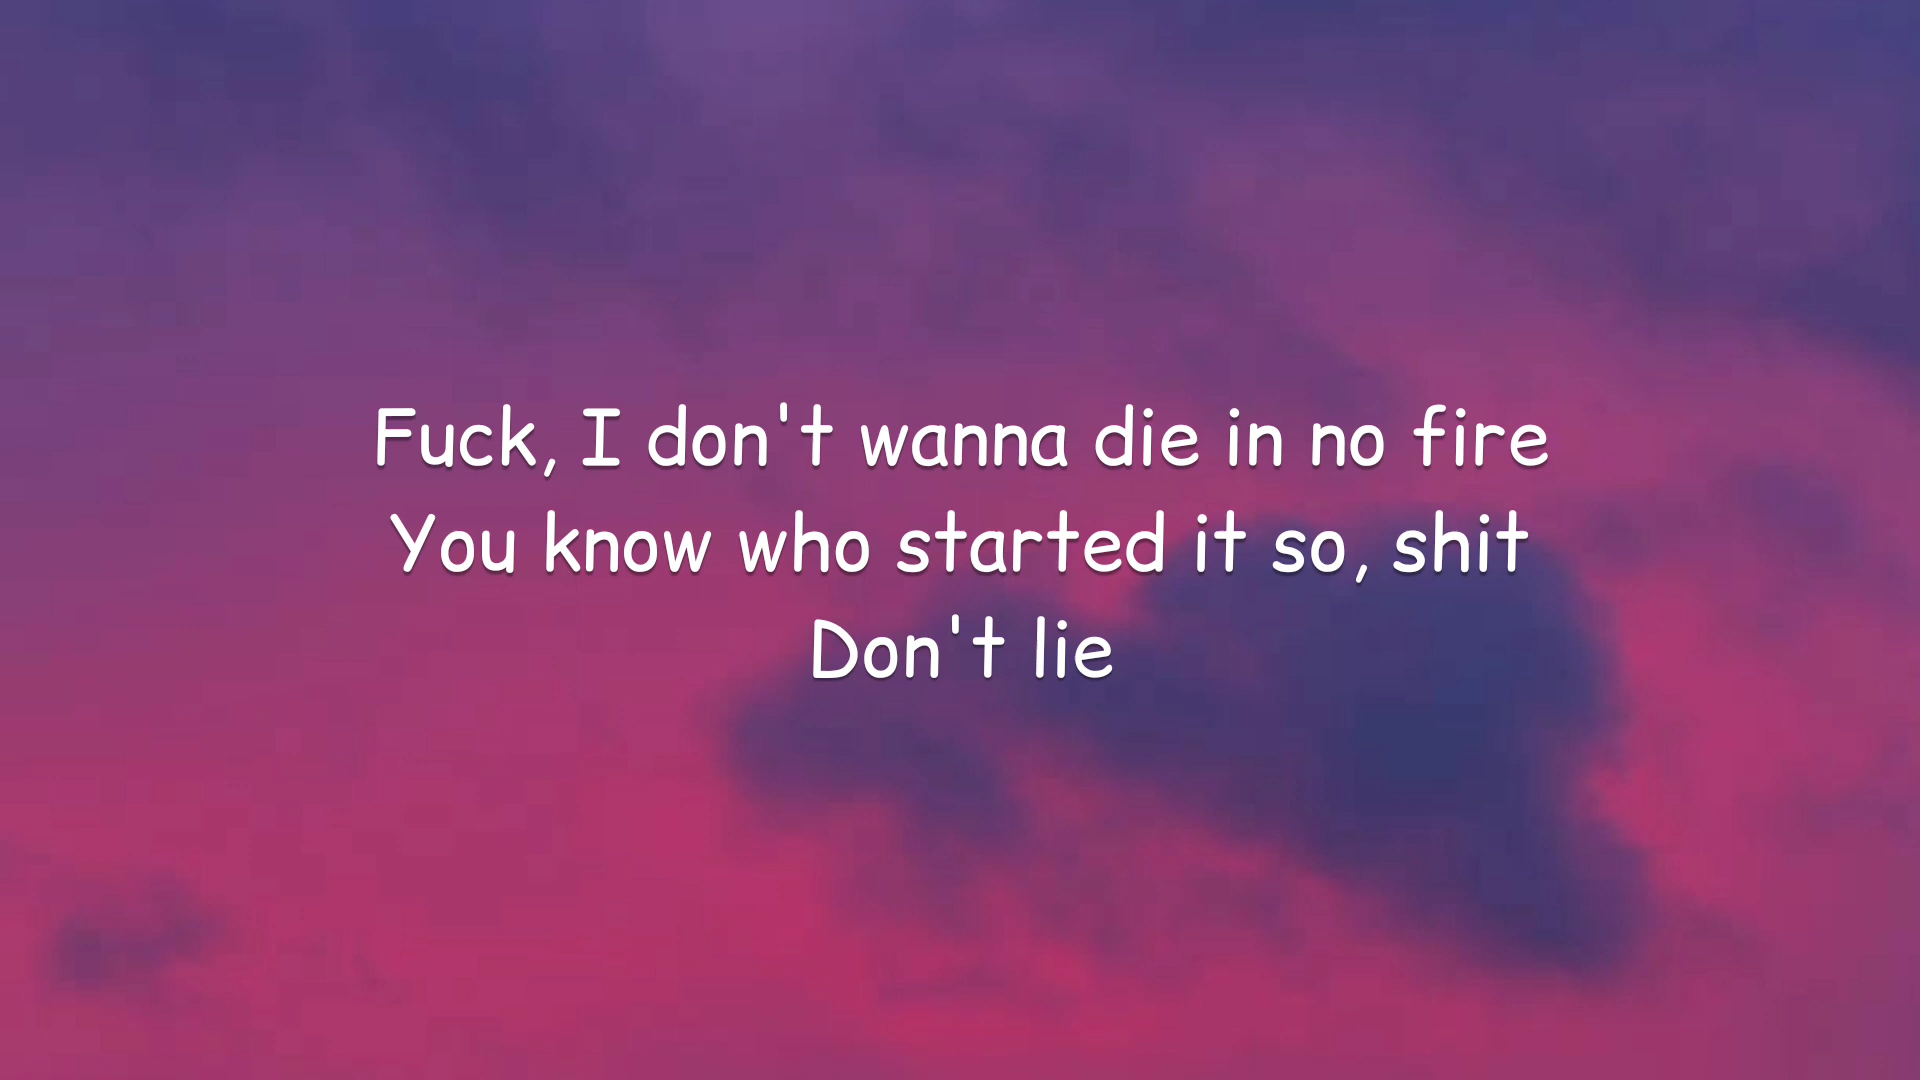 Fuck, I don't wanna die in no fire
You know who started it so, shit
Don't lie